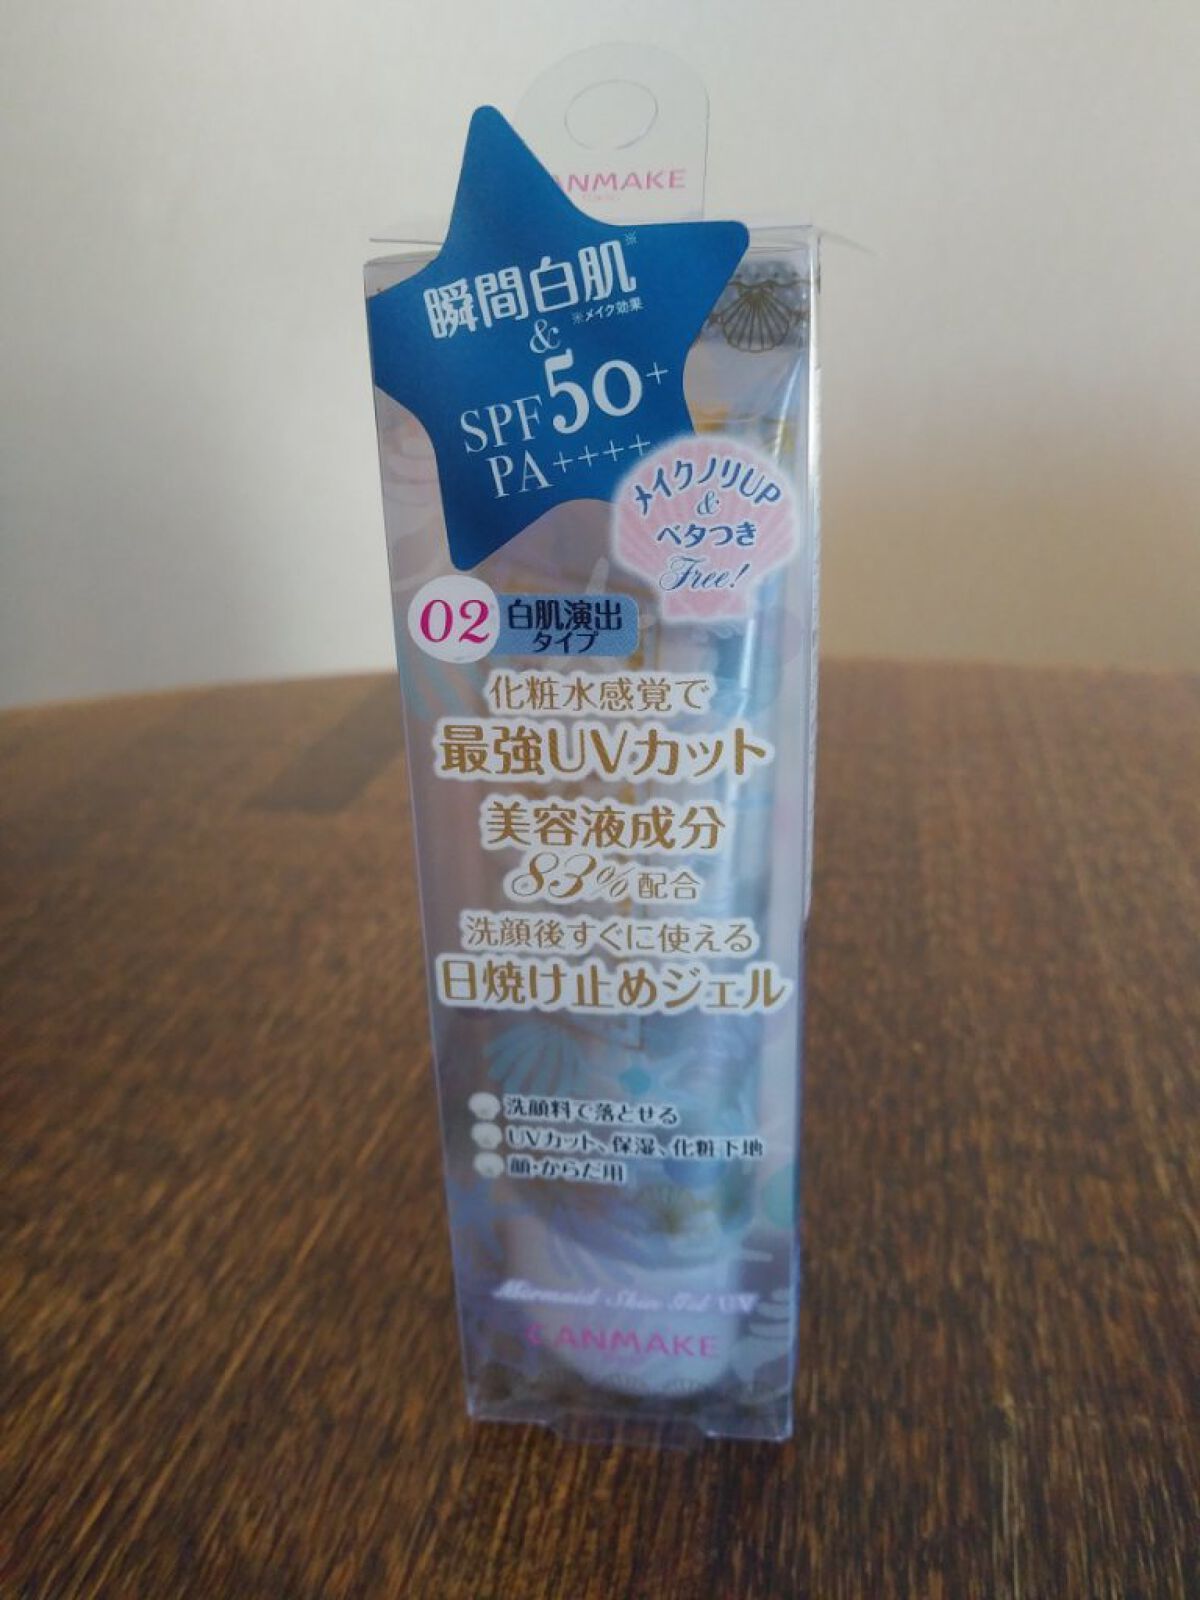 CANMAKE
瞬間白肌※
※メイク効果
&
SPF50+
PA++++
メイクノリUP
&
ベタつき
Free!
02
白肌演出
タイプ
化粧水感覚で
最強UVカット
美容液成分
83%配合
洗顔後すぐに使える
日焼け止めジェル
洗顔料で落とせる
UVカット、保湿、化粧下地
顔・からだ用
Mermaid Skin Gel UV
CANMAKE